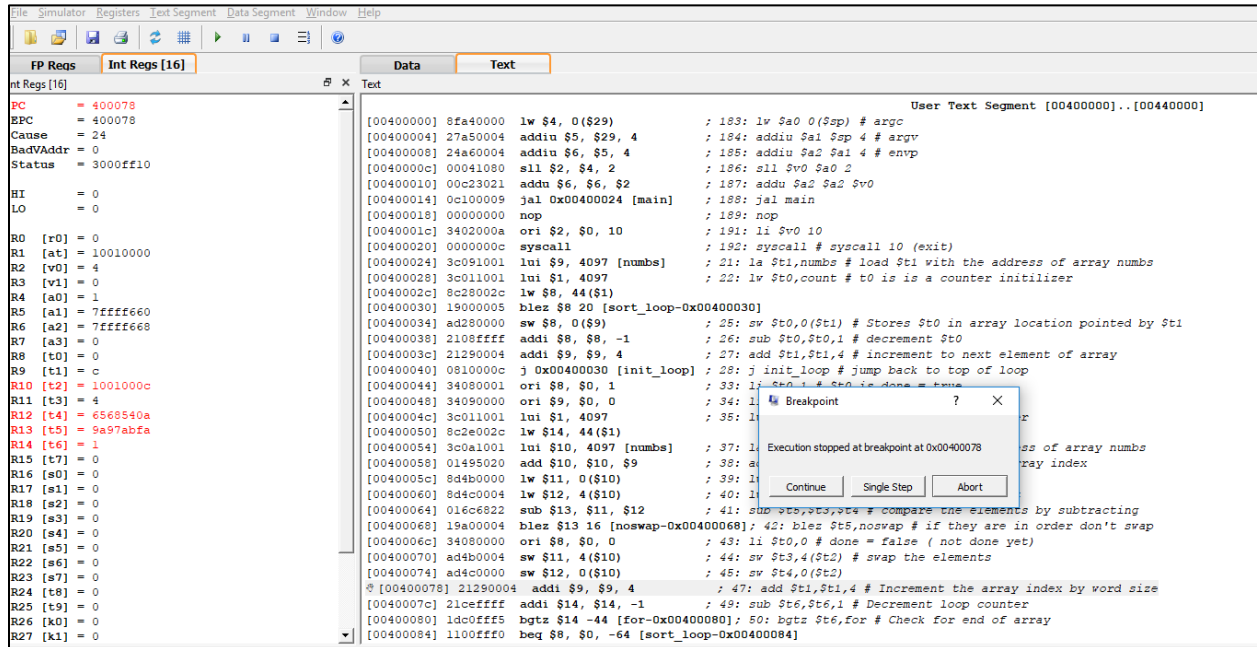 File Simulator Registers Text Segment Data Segment Window Help
FP Regs Int Regs [16] Data Text
nt Regs [16] Text
PC = 400078
EPC = 400078
Cause = 24
BadVAddr = 0
Status = 3000ff10
HI = 0
LO = 0
R0 [r0] = 0
R1 [at] = 10010000
R2 [v0] = 4
R3 [v1] = 0
R4 [a0] = 1
R5 [a1] = 7ffff660
R6 [a2] = 7ffff668
R7 [a3] = 0
R8 [t0] = 0
R9 [t1] = c
R10 [t2] = 1001000c
R11 [t3] = 4
R12 [t4] = 6568540a
R13 [t5] = 9a97abfa
R14 [t6] = 1
R15 [t7] = 0
R16 [s0] = 0
R17 [s1] = 0
R18 [s2] = 0
R19 [s3] = 0
R20 [s4] = 0
R21 [s5] = 0
R22 [s6] = 0
R23 [s7] = 0
R24 [t8] = 0
R25 [t9] = 0
R26 [k0] = 0
R27 [k1] = 0
User Text Segment [00400000]..[00440000]
[00400000] 8fa40000 lw $4, 0($29) ; 183: lw $a0 0($sp) # argc
[00400004] 27a50004 addiu $5, $29, 4 ; 184: addiu $a1 $sp 4 # argv
[00400008] 24a60004 addiu $6, $5, 4 ; 185: addiu $a2 $a1 4 # envp
[0040000c] 00041080 sll $2, $4, 2 ; 186: sll $v0 $a0 2
[00400010] 00c23021 addu $6, $6, $2 ; 187: addu $a2 $a2 $v0
[00400014] 0c100009 jal 0x00400024 [main] ; 188: jal main
[00400018] 00000000 nop ; 189: nop
[0040001c] 3402000a ori $2, $0, 10 ; 191: li $v0 10
[00400020] 0000000c syscall ; 192: syscall # syscall 10 (exit)
[00400024] 3c091001 lui $9, 4097 [numbs] ; 21: la $t1,numbs # load $t1 with the address of array numbs
[00400028] 3c011001 lui $1, 4097 ; 22: lw $t0,count # t0 is is a counter initilizer
[0040002c] 8c28002c lw $8, 44($1)
[00400030] 19000005 blez $8 20 [sort_loop-0x00400030]
[00400034] ad280000 sw $8, 0($9) ; 25: sw $t0,0($t1) # Stores $t0 in array location pointed by $t1
[00400038] 2108ffff addi $8, $8, -1 ; 26: sub $t0,$t0,1 # decrement $t0
[0040003c] 21290004 addi $9, $9, 4 ; 27: add $t1,$t1,4 # increment to next element of array
[00400040] 0810000c j 0x00400030 [init_loop] ; 28: j init_loop # jump back to top of loop
[00400044] 34080001 ori $8, $0, 1 ; 33: li $t0,1 # $t0 is done = true
[00400048] 34090000 ori $9, $0, 0 ; 34: li
[0040004c] 3c011001 lui $1, 4097 ; 35: l r
[00400050] 8c2e002c lw $14, 44($1)
[00400054] 3c0a1001 lui $10, 4097 [numbs] ; 37: l ss of array numbs
[00400058] 01495020 add $10, $10, $9 ; 38: a ray index
[0040005c] 8d4b0000 lw $11, 0($10) ; 39: l
[00400060] 8d4c0004 lw $12, 4($10) ; 40: l
[00400064] 016c6822 sub $13, $11, $12 ; 41: sub $t5,$t3,$t4 # compare the elements by subtracting
[00400068] 19a00004 blez $13 16 [noswap-0x00400068]; 42: blez $t5,noswap # if they are in order don't swap
[0040006c] 34080000 ori $8, $0, 0 ; 43: li $t0,0 # done = false ( not done yet)
[00400070] ad4b0004 sw $11, 4($10) ; 44: sw $t3,4($t2) # swap the elements
[00400074] ad4c0000 sw $12, 0($10) ; 45: sw $t4,0($t2)
[00400078] 21290004 addi $9, $9, 4 ; 47: add $t1,$t1,4 # Increment the array index by word size
[0040007c] 21ceffff addi $14, $14, -1 ; 49: sub $t6,$t6,1 # Decrement loop counter
[00400080] 1dc0fff5 bgtz $14 -44 [for-0x00400080]; 50: bgtz $t6,for # Check for end of array
[00400084] 1100fff0 beq $8, $0, -64 [sort_loop-0x00400084]
Breakpoint ? ×
Execution stopped at breakpoint at 0x00400078
Continue Single Step Abort